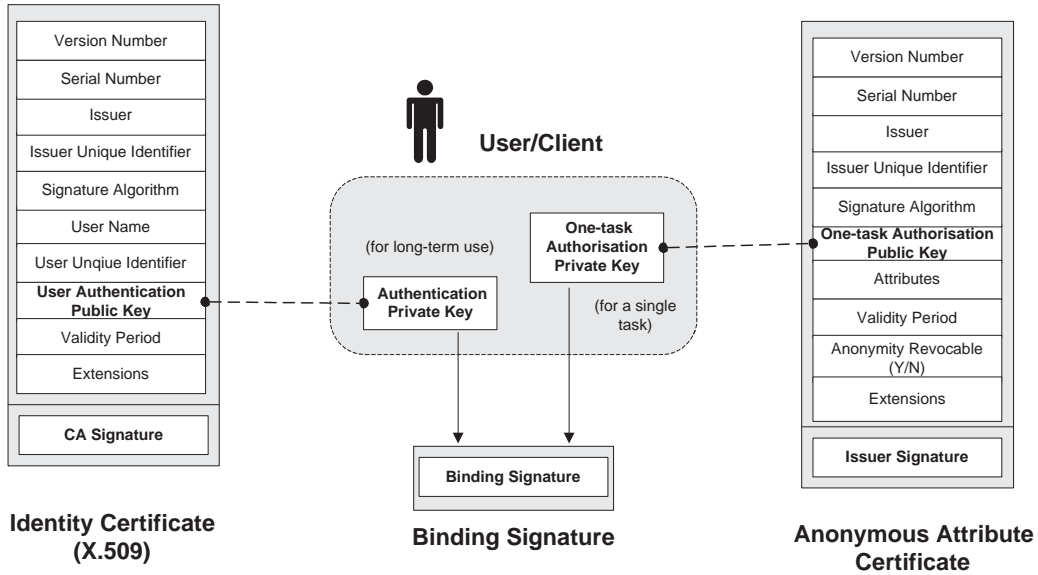 Version Number
Serial Number
Issuer
Issuer Unique Identifier
Signature Algorithm
User Name
User Unqiue Identifier
User Authentication
Public Key
Validity Period
Extensions
CA Signature
Identity Certificate
(X.509)
User/Client
(for long-term use)
Authentication
Private Key
One-task
Authorisation
Private Key
(for a single
task)
Binding Signature
Binding Signature
Version Number
Serial Number
Issuer
Issuer Unique Identifier
Signature Algorithm
One-task Authorisation
Public Key
Attributes
Validity Period
Anonymity Revocable
(Y/N)
Extensions
Issuer Signature
Anonymous Attribute
Certificate